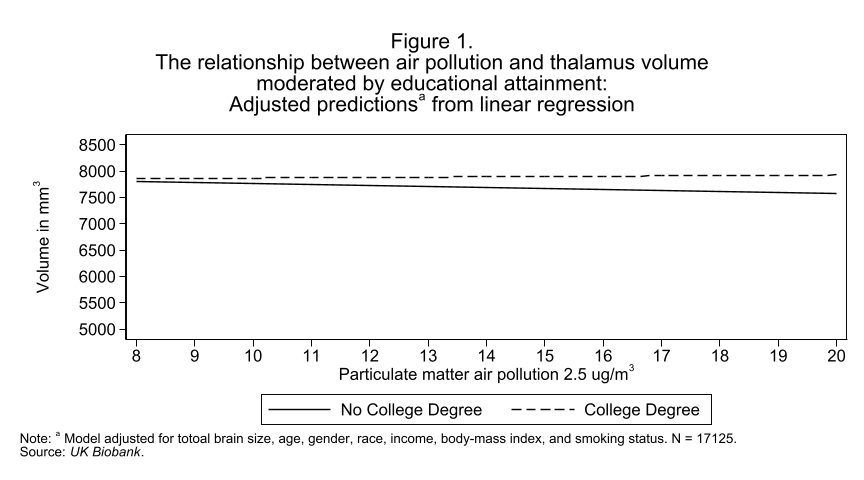 Figure 1.
The relationship between air pollution and thalamus volume
moderated by educational attainment:
Adjusted predictionsᵃ from linear regression
8500
8000
7500
7000
6500
6000
5500
5000
Volume in mm³
8 9 10 11 12 13 14 15 16 17 18 19 20
Particulate matter air pollution 2.5 ug/m³
No College Degree College Degree
Note: ᵃ Model adjusted for totoal brain size, age, gender, race, income, body-mass index, and smoking status. N = 17125.
Source: UK Biobank.